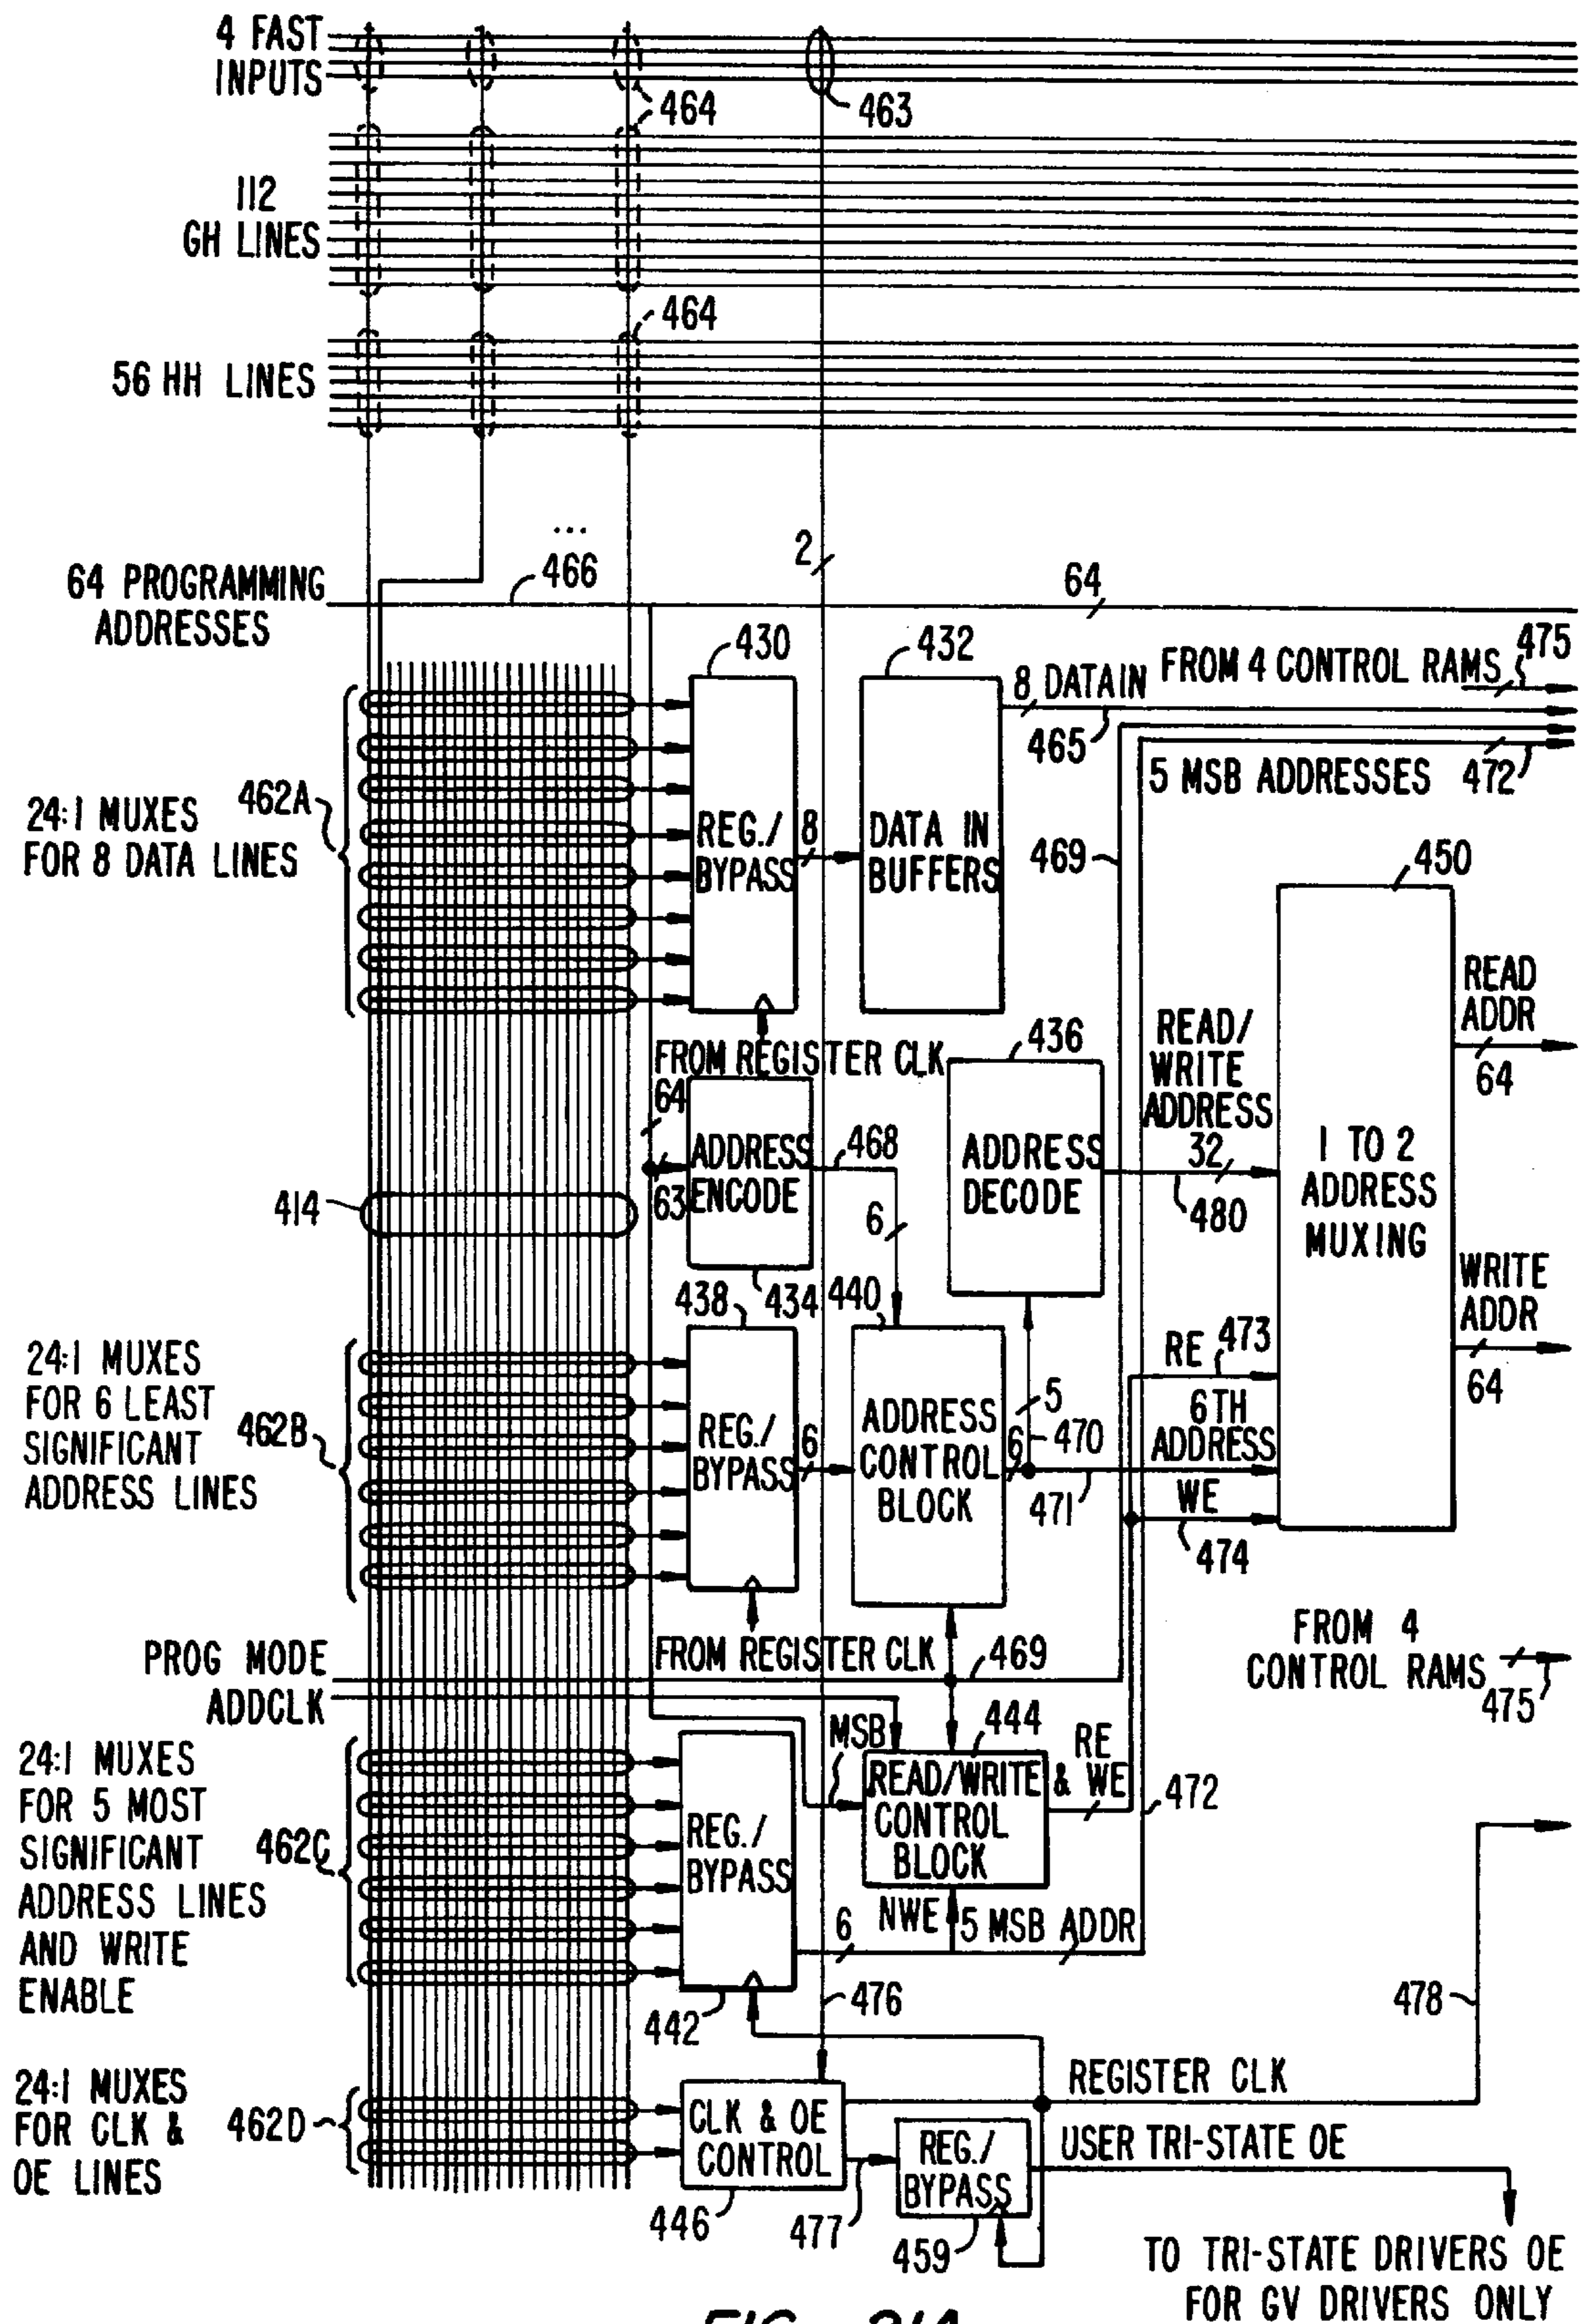 4 FAST
INPUTS
464
463
112
GH LINES
464
56 HH LINES
...
2
64 PROGRAMMING
ADDRESSES
466
64
430
432
475
FROM 4 CONTROL RAMS
8 DATA IN
465
5 MSB ADDRESSES
472
462A
24:1 MUXES
FOR 8 DATA LINES
REG./
BYPASS
8
DATA IN
BUFFERS
469
450
READ
ADDR
64
FROM REGISTER CLK
436
READ/
WRITE
ADDRESS
32
64
ADDRESS
ENCODE
63
468
ADDRESS
DECODE
480
1 TO 2
ADDRESS
MUXING
414
6
434
438
440
WRITE
ADDR
64
24:1 MUXES
FOR 6 LEAST
SIGNIFICANT
ADDRESS LINES
462B
REG./
BYPASS
6
ADDRESS
CONTROL
BLOCK
6
5
470
471
RE
473
6TH
ADDRESS
WE
474
FROM REGISTER CLK
469
PROG MODE
ADDCLK
FROM 4
CONTROL RAMS
475
24:1 MUXES
FOR 5 MOST
SIGNIFICANT
ADDRESS LINES
AND WRITE
ENABLE
462C
REG./
BYPASS
MSB
444
READ/WRITE
CONTROL
BLOCK
RE
& WE
472
6
NWE
5 MSB ADDR
442
476
478
24:1 MUXES
FOR CLK &
OE LINES
462D
CLK & OE
CONTROL
REGISTER CLK
REG./
BYPASS
USER TRI-STATE OE
446
477
459
TO TRI-STATE DRIVERS OE
FOR GV DRIVERS ONLY
FIG. 21A